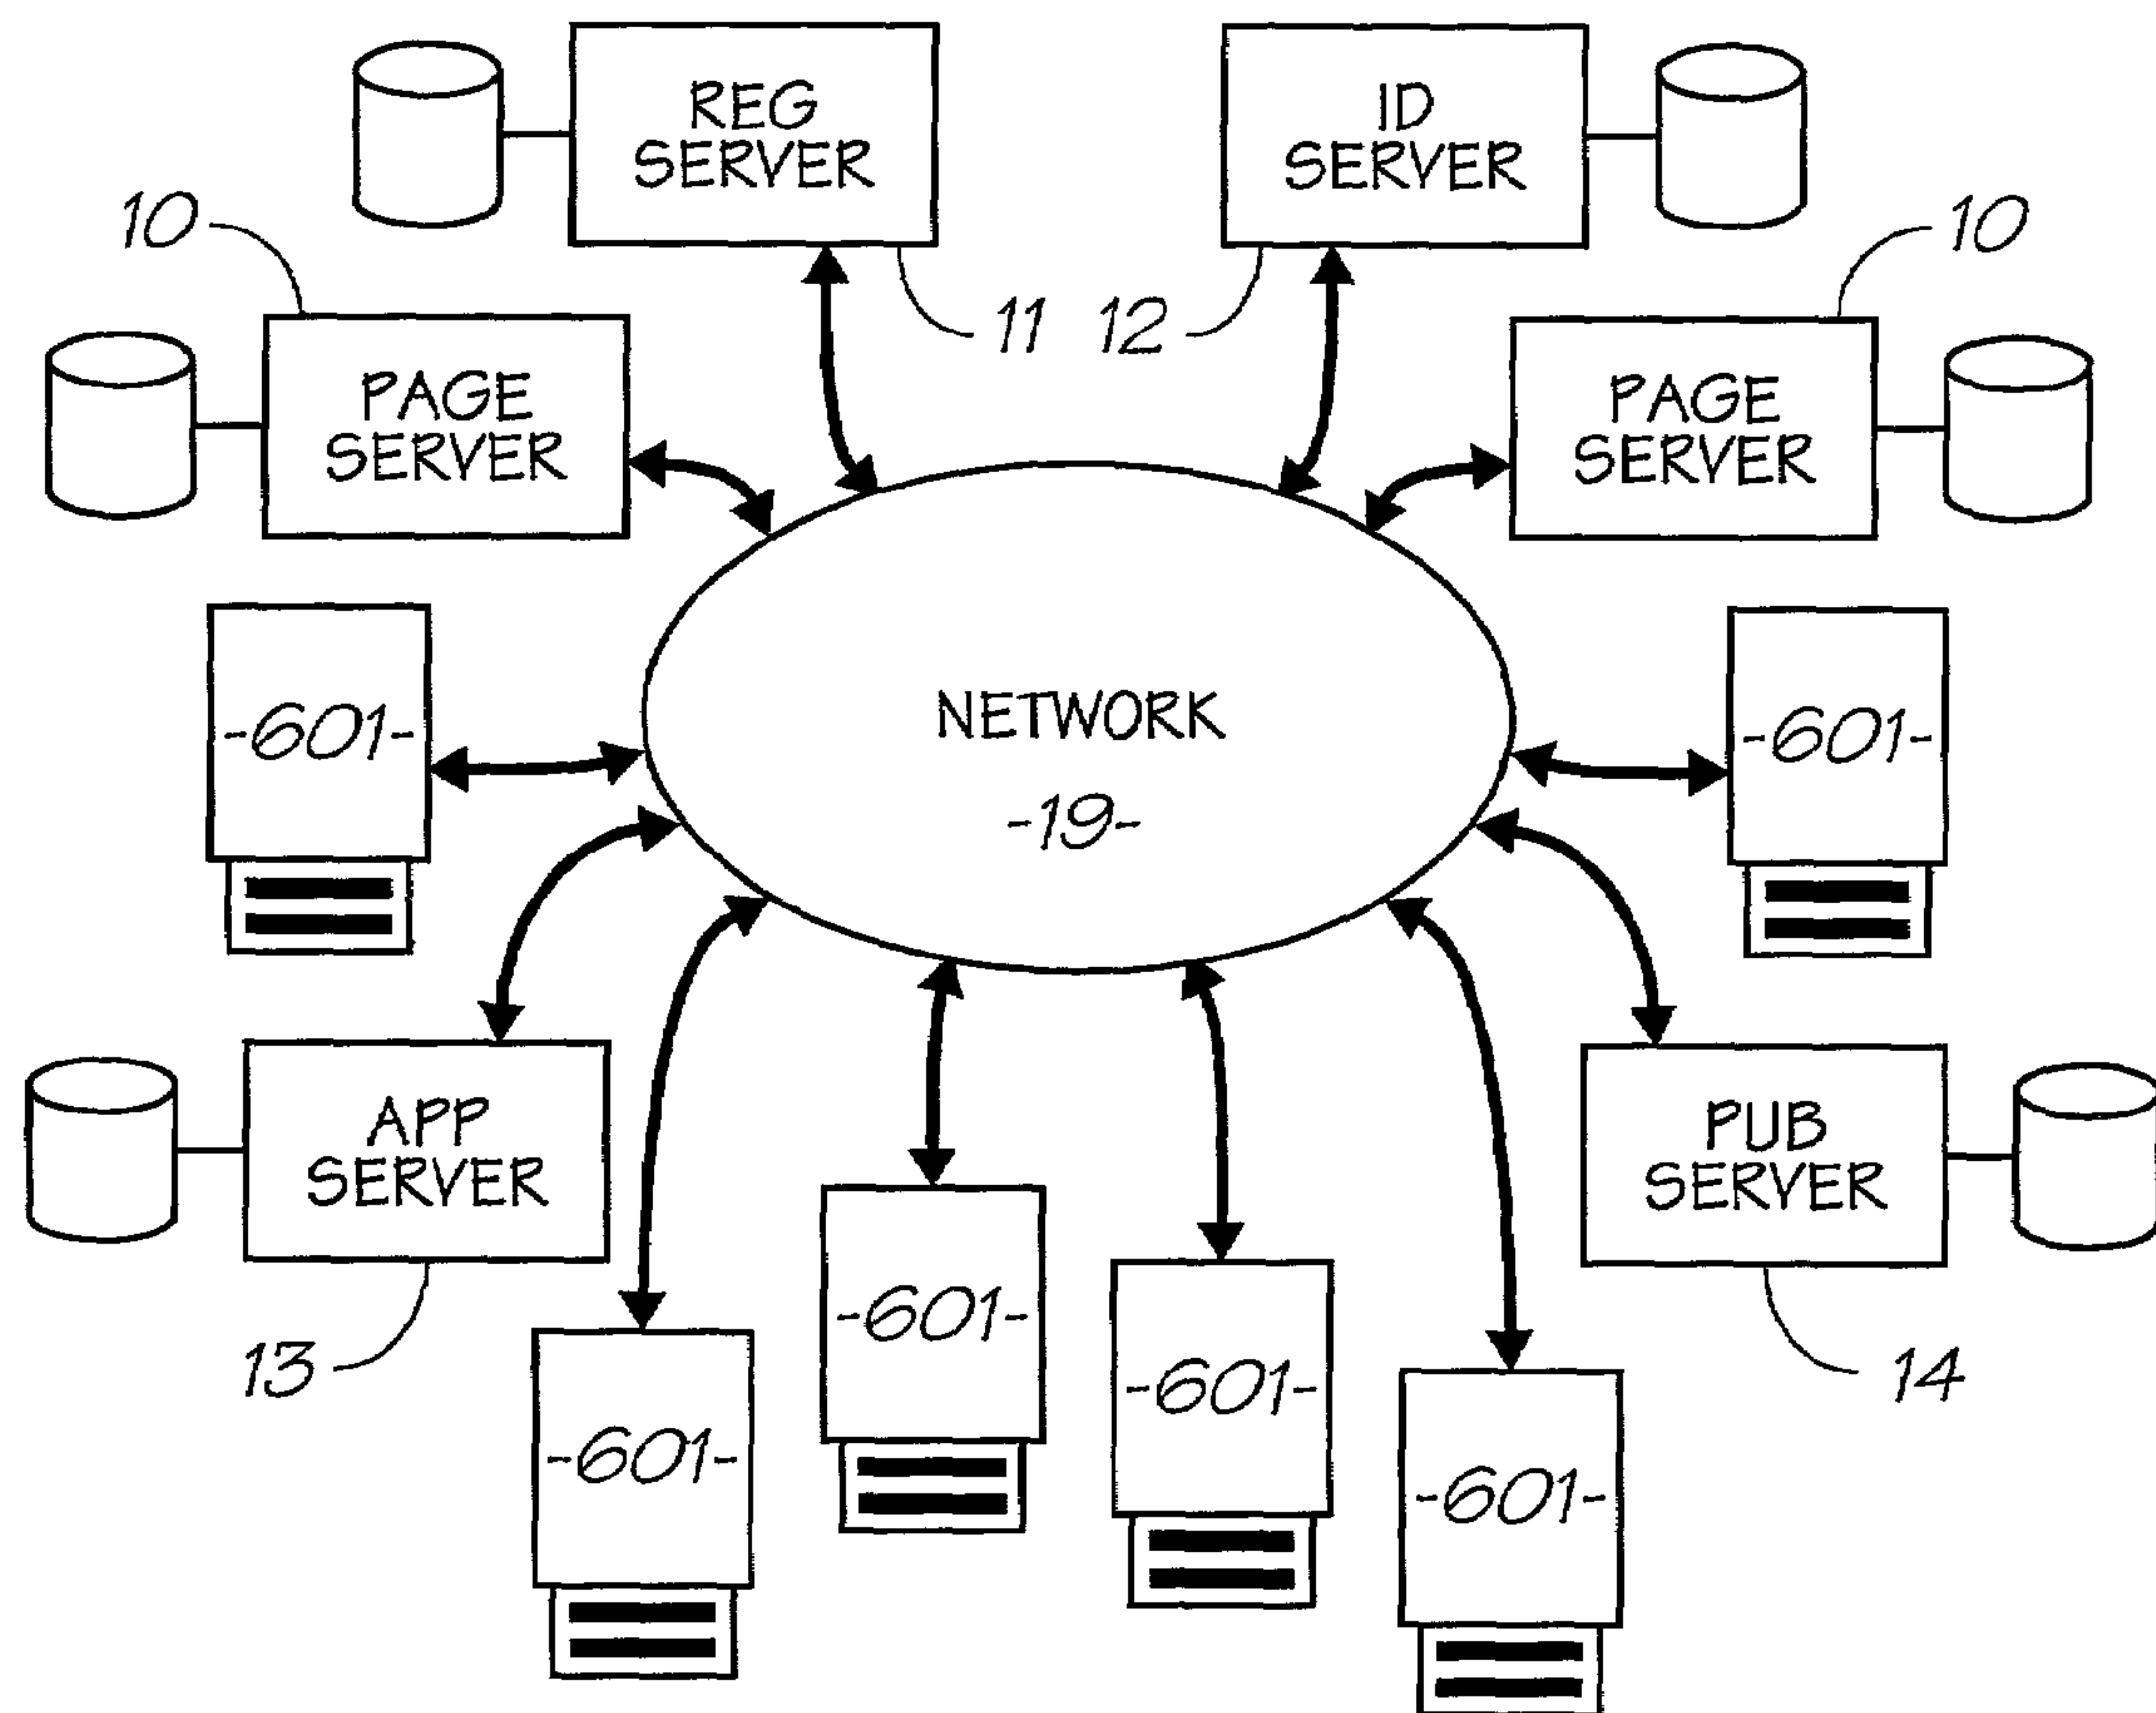 REG
SERVER
ID
SERVER
10
10
11
12
PAGE
SERVER
PAGE
SERVER
NETWORK
-19-
-601-
-601-
APP
SERVER
PUB
SERVER
13
14
-601-
-601-
-601-
-601-